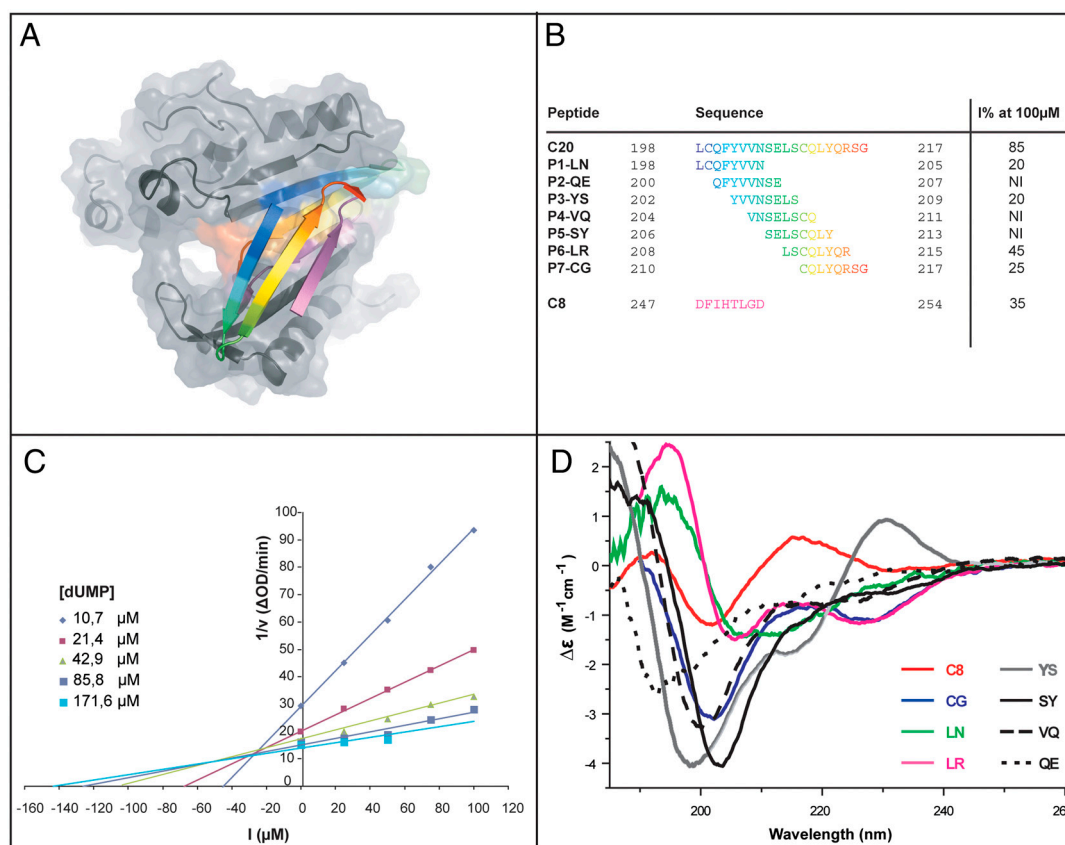 A
B
Peptide Sequence I% at 100µM
C20 198 LCQFYVVNSELSCQLYQRSG 217 85
P1-LN 198 LCQFYVVN 205 20
P2-QE 200 QFYVVNSE 207 NI
P3-YS 202 YVVNSELS 209 20
P4-VQ 204 VNSELSCQ 211 NI
P5-SY 206 SELSCQLY 213 NI
P6-LR 208 LSCQLYQR 215 45
P7-CG 210 CQLYQRSG 217 25
C8 247 DFIHTLGD 254 35
C
1/v (ΔOD/min)
100
90
80
70
60
50
40
30
20
10
0
[dUMP]
10,7 µM
21,4 µM
42,9 µM
85,8 µM
171,6 µM
-160 -140 -120 -100 -80 -60 -40 -20 0 20 40 60 80 100 120
I (µM)
D
Δε (M⁻¹cm⁻¹)
2
1
0
-1
-2
-3
-4
C8 YS
CG SY
LN VQ
LR QE
200 220 240 260
Wavelength (nm)